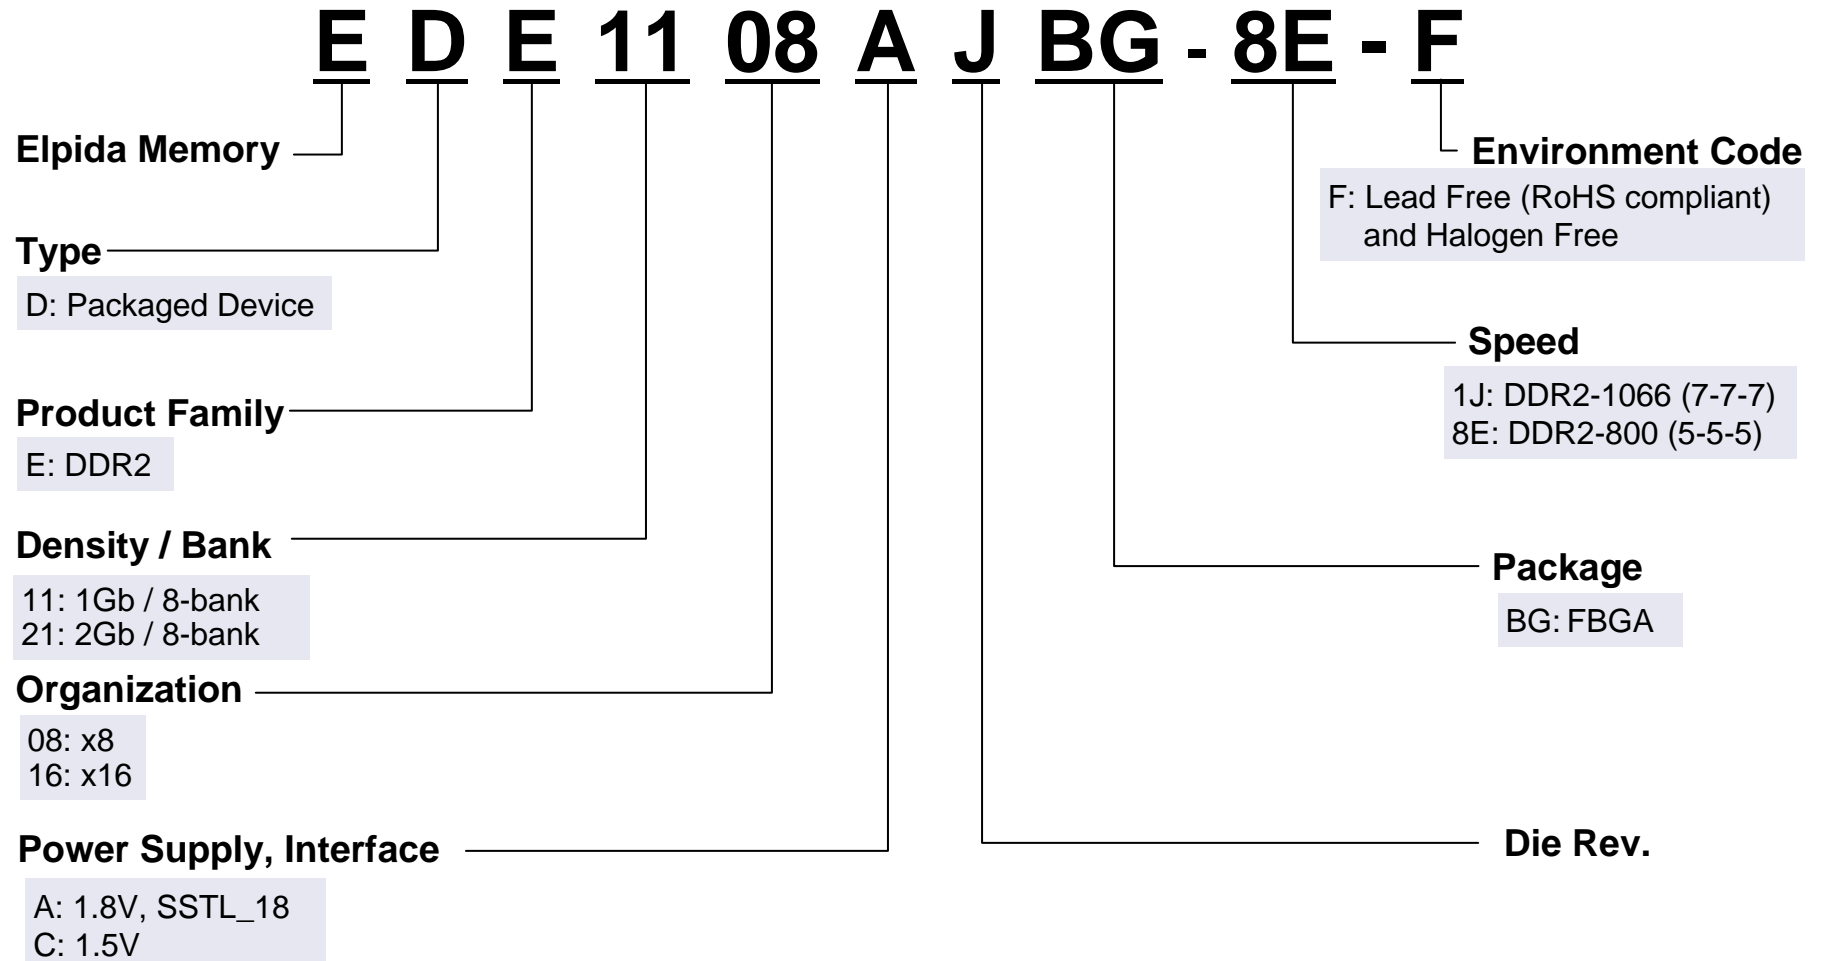 E D E 11 08 A J BG - 8E - F
Elpida Memory
Type
D: Packaged Device
Product Family
E: DDR2
Density / Bank
11: 1Gb / 8-bank
21: 2Gb / 8-bank
Organization
08: x8
16: x16
Power Supply, Interface
A: 1.8V, SSTL_18
C: 1.5V
Environment Code
F: Lead Free (RoHS compliant)
and Halogen Free
Speed
1J: DDR2-1066 (7-7-7)
8E: DDR2-800 (5-5-5)
Package
BG: FBGA
Die Rev.